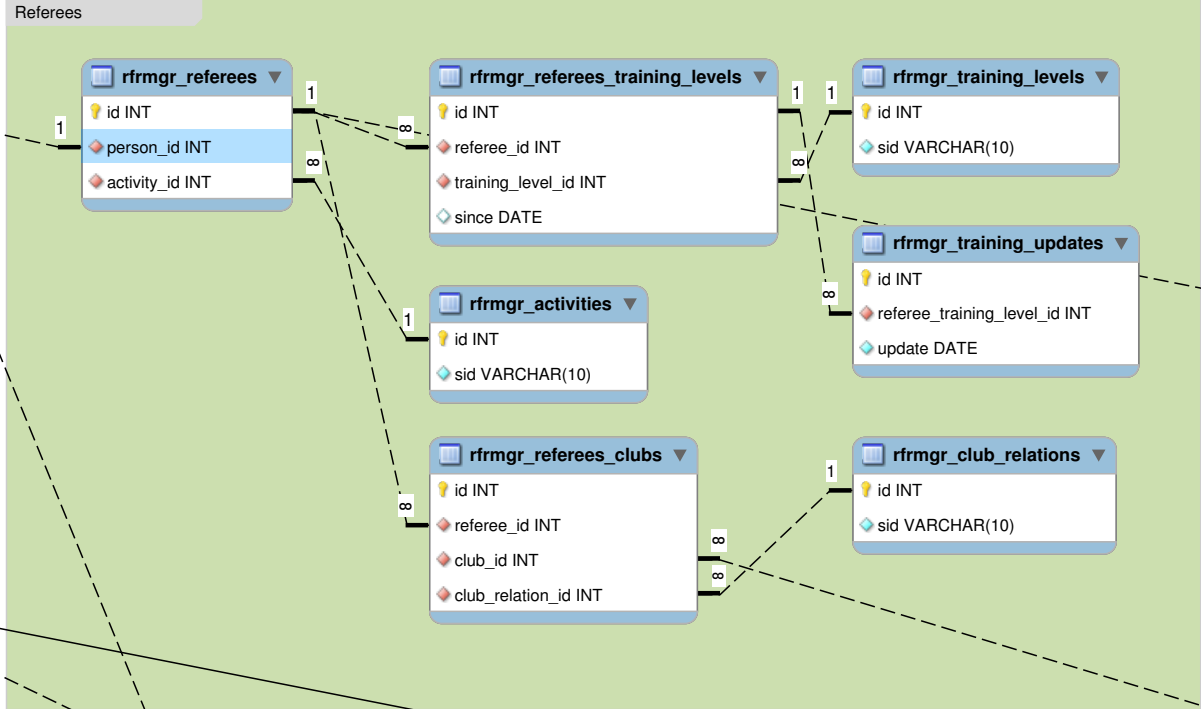 Referees
rfrmgr_referees
id INT
person_id INT
activity_id INT
1
1
∞
rfrmgr_referees_training_levels
id INT
referee_id INT
training_level_id INT
since DATE
∞
1
∞
rfrmgr_training_levels
id INT
sid VARCHAR(10)
1
rfrmgr_training_updates
id INT
referee_training_level_id INT
update DATE
∞
rfrmgr_activities
id INT
sid VARCHAR(10)
1
rfrmgr_referees_clubs
id INT
referee_id INT
club_id INT
club_relation_id INT
∞
∞
∞
rfrmgr_club_relations
id INT
sid VARCHAR(10)
1